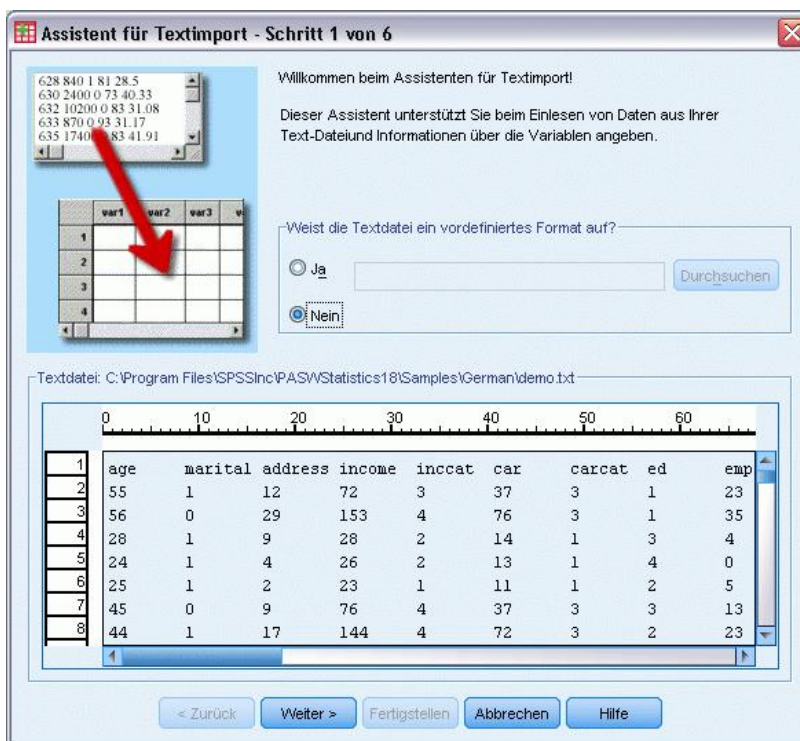 Assistent für Textimport - Schritt 1 von 6
628 840 1 81 28.5
630 2400 0 73 40.33
632 10200 0 83 31.08
633 870 0 93 31.17
635 1740 83 41.91
var1 var2 var3 v
1
2
3
4
Willkommen beim Assistenten für Textimport!
Dieser Assistent unterstützt Sie beim Einlesen von Daten aus Ihrer
Text-Dateiund Informationen über die Variablen angeben.
Weist die Textdatei ein vordefiniertes Format auf?
Ja
Durchsuchen
Nein
Textdatei: C:\Program Files\SPSSInc\PASWStatistics18\Samples\German\demo.txt
0 10 20 30 40 50 60
1 age marital address income inccat car carcat ed emp
2 55 1 12 72 3 37 3 1 23
3 56 0 29 153 4 76 3 1 35
4 28 1 9 28 2 14 1 3 4
5 24 1 4 26 2 13 1 4 0
6 25 1 2 23 1 11 1 2 5
7 45 0 9 76 4 37 3 3 13
8 44 1 17 144 4 72 3 2 23
< Zurück Weiter > Fertigstellen Abbrechen Hilfe